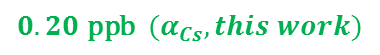 0.20 ppb (α_Cs, this work)